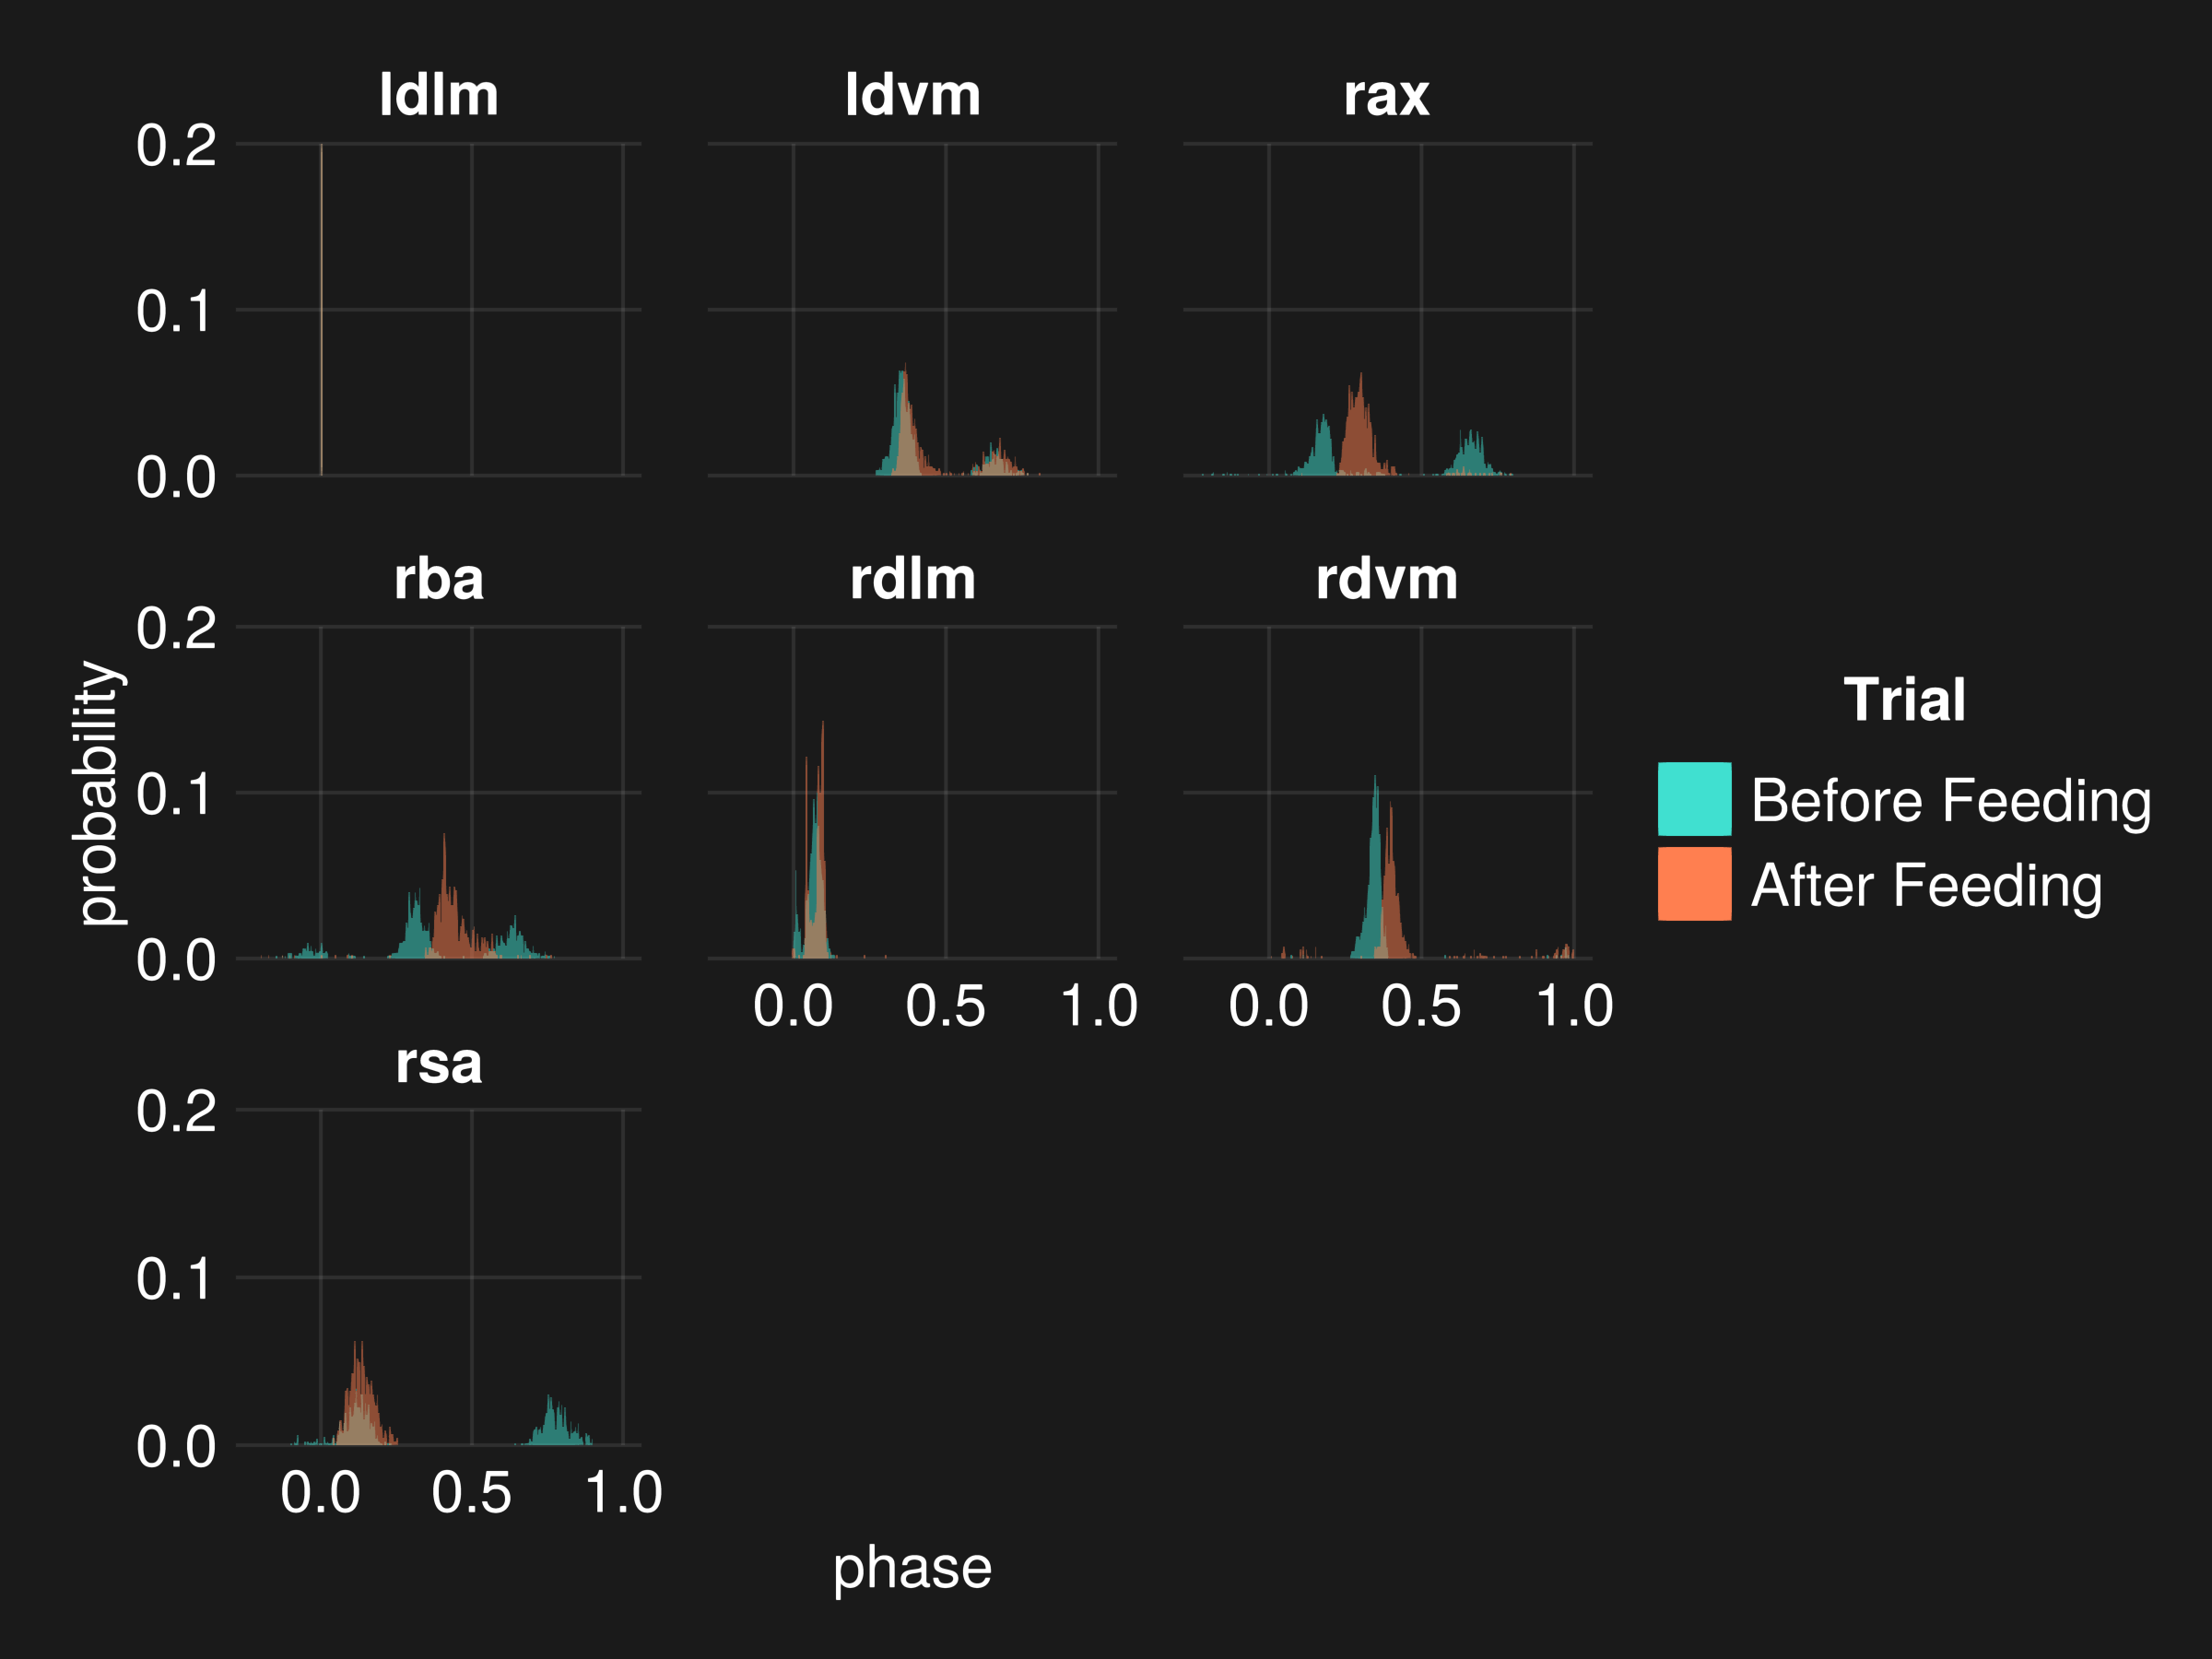 ldlm ldvm rax
0.2
0.1
0.0
rba rdlm rdvm
0.2
0.1
0.0
0.0 0.5 1.0 0.0 0.5 1.0
rsa
0.2
0.1
0.0
0.0 0.5 1.0
probability
phase
Trial
Before Feeding
After Feeding